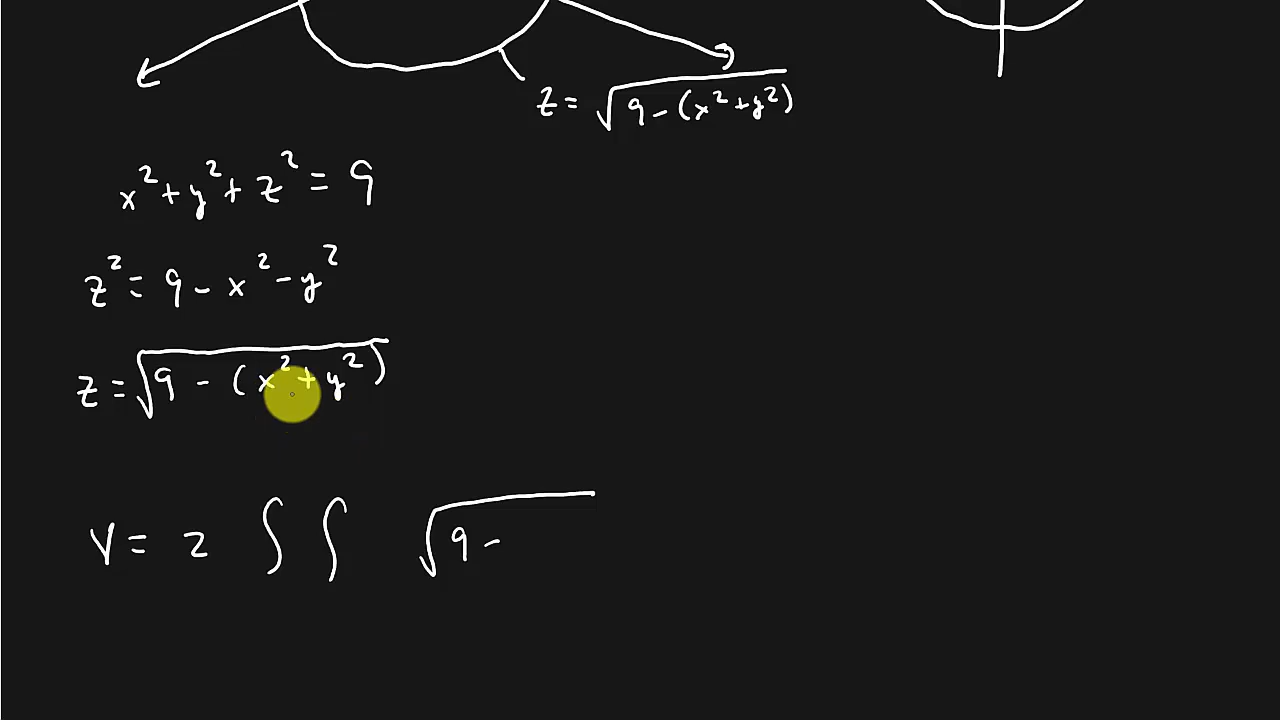 z = √(9 - (x² + y²))
x² + y² + z² = 9
z² = 9 - x² - y²
z = √(9 - (x² + y²))
V = 2 ∫ ∫ √(9 -